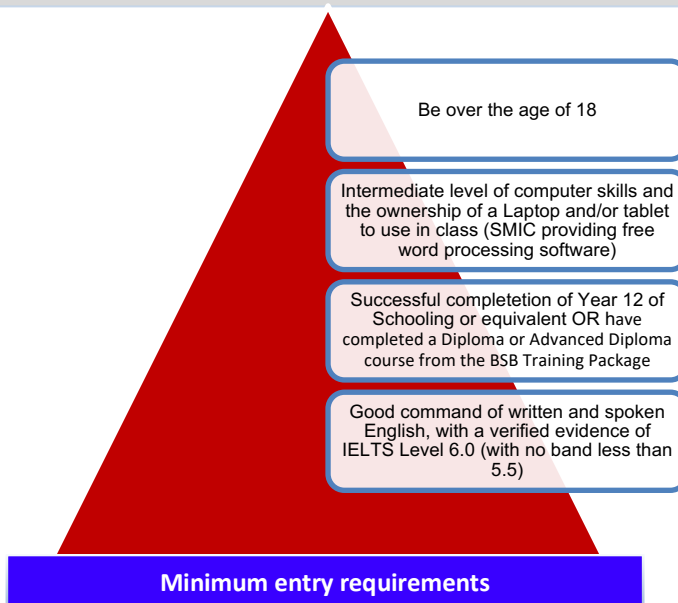 Be over the age of 18
Intermediate level of computer skills and
the ownership of a Laptop and/or tablet
to use in class (SMIC providing free
word processing software)
Successful completetion of Year 12 of
Schooling or equivalent OR have
completed a Diploma or Advanced Diploma
course from the BSB Training Package
Good command of written and spoken
English, with a verified evidence of
IELTS Level 6.0 (with no band less than
5.5)
Minimum entry requirements